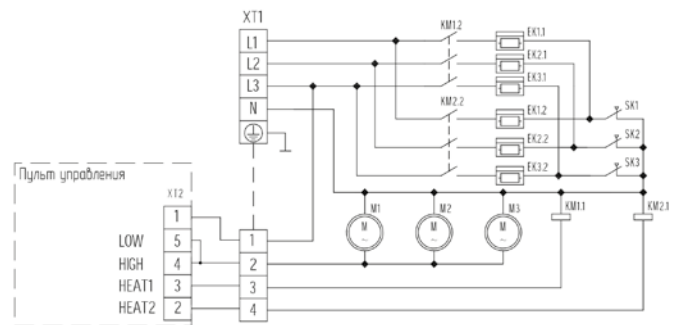 XT1
L1
L2
L3
N
KM1.2
EK1.1
EK2.1
EK3.1
KM2.2
EK1.2
EK2.2
EK3.2
SK1
SK2
SK3
Пульт управления
XT2
1
LOW 5
HIGH 4
HEAT1 3
HEAT2 2
1
2
3
4
M1
M
~
M2
M
~
M3
M
~
KM1.1
KM2.1